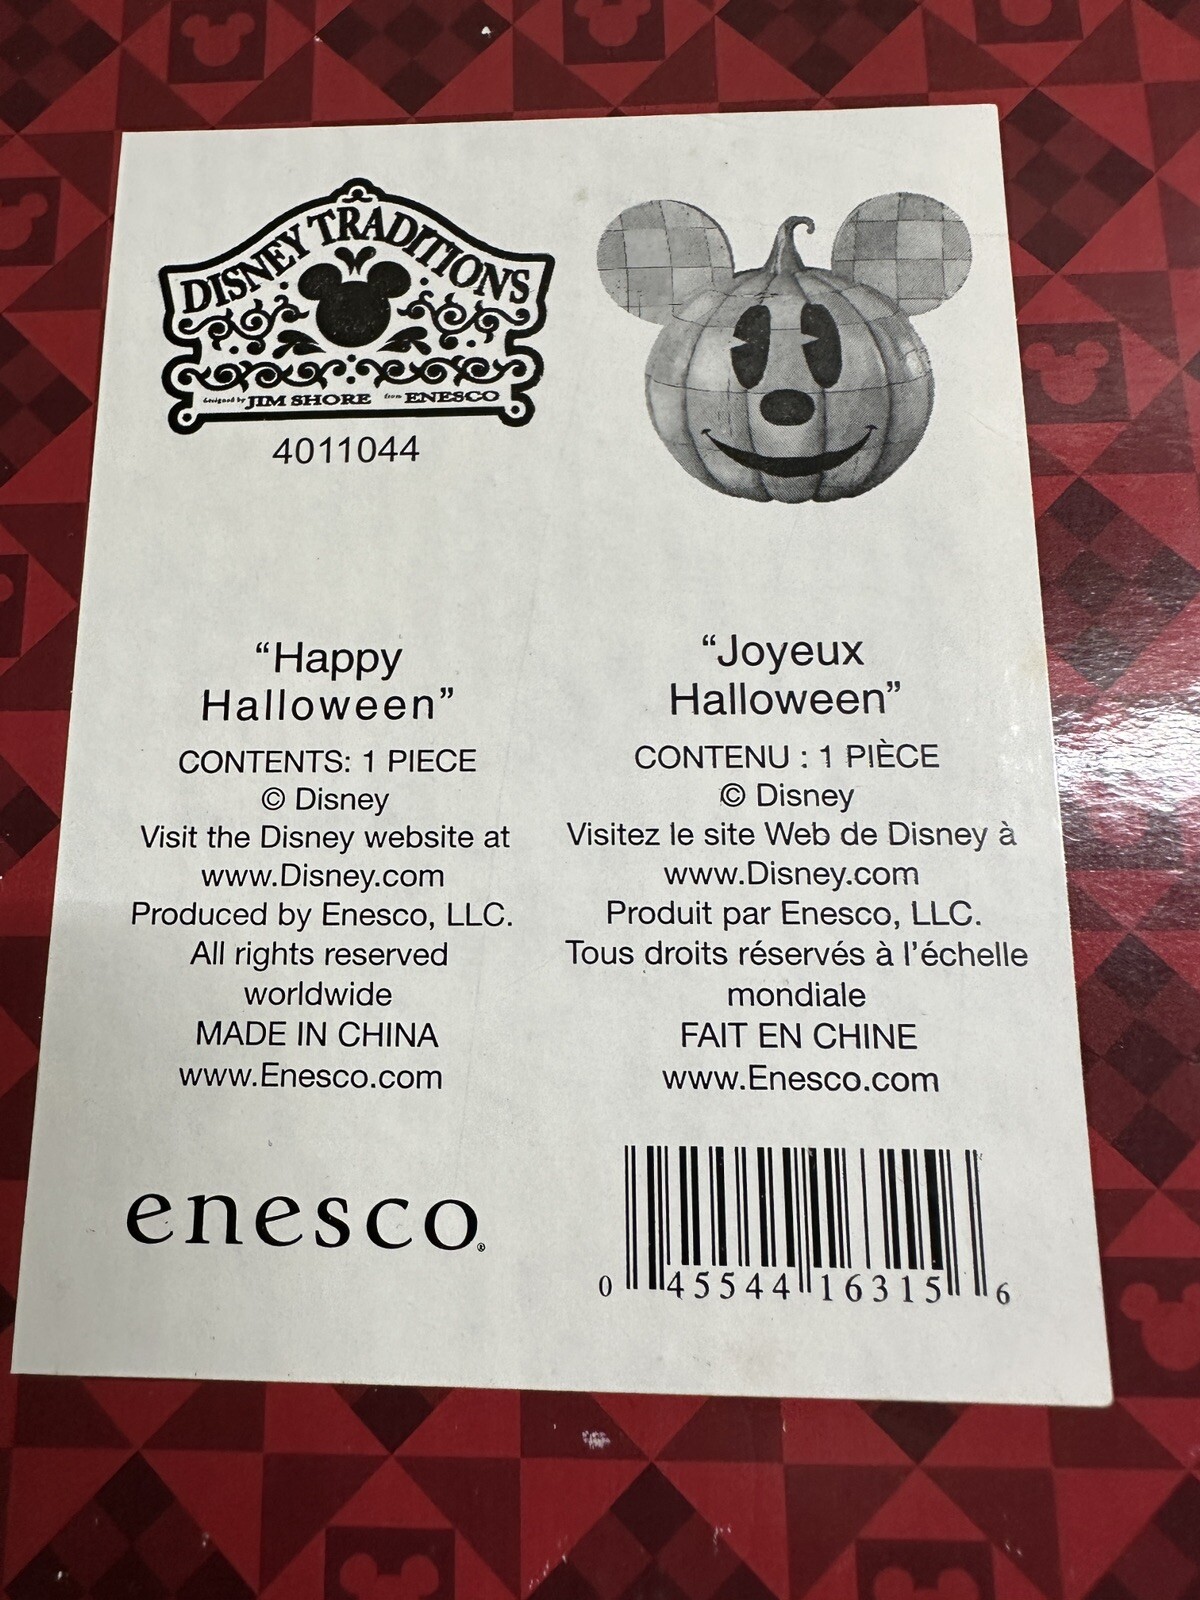 DISNEY TRADITIONS
designed by JIM SHORE from ENESCO
4011044
"Happy
Halloween"
CONTENTS: 1 PIECE
© Disney
Visit the Disney website at
www.Disney.com
Produced by Enesco, LLC.
All rights reserved
worldwide
MADE IN CHINA
www.Enesco.com
enesco®
“Joyeux
Halloween”
CONTENU : 1 PIÈCE
© Disney
Visitez le site Web de Disney à
www.Disney.com
Produit par Enesco, LLC.
Tous droits réservés à l'échelle
mondiale
FAIT EN CHINE
www.Enesco.com
0 45544 16315 6